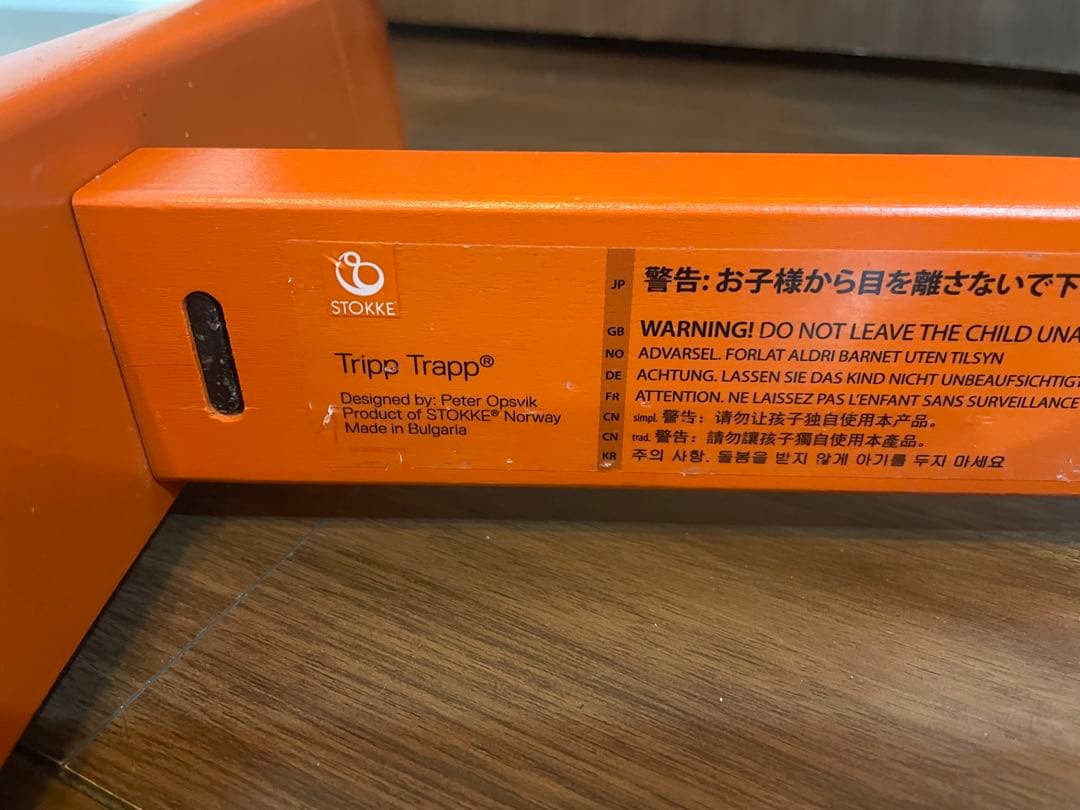 STOKKE
Tripp Trapp®
Designed by: Peter Opsvik
Product of STOKKE® Norway
Made in Bulgaria
JP 警告: お子様から目を離さないで下
GB WARNING! DO NOT LEAVE THE CHILD UNA
NO ADVARSEL. FORLAT ALDRI BARNET UTEN TILSYN
DE ACHTUNG. LASSEN SIE DAS KIND NICHT UNBEAUFSICHTIGT
FR ATTENTION. NE LAISSEZ PAS L'ENFANT SANS SURVEILLANCE
CN simpl. 警告: 请勿让孩子独自使用本产品。
CN trad. 警告: 請勿讓孩子獨自使用本產品。
KR 주의 사항. 돌봄을 받지 않게 아기를 두지 마세요